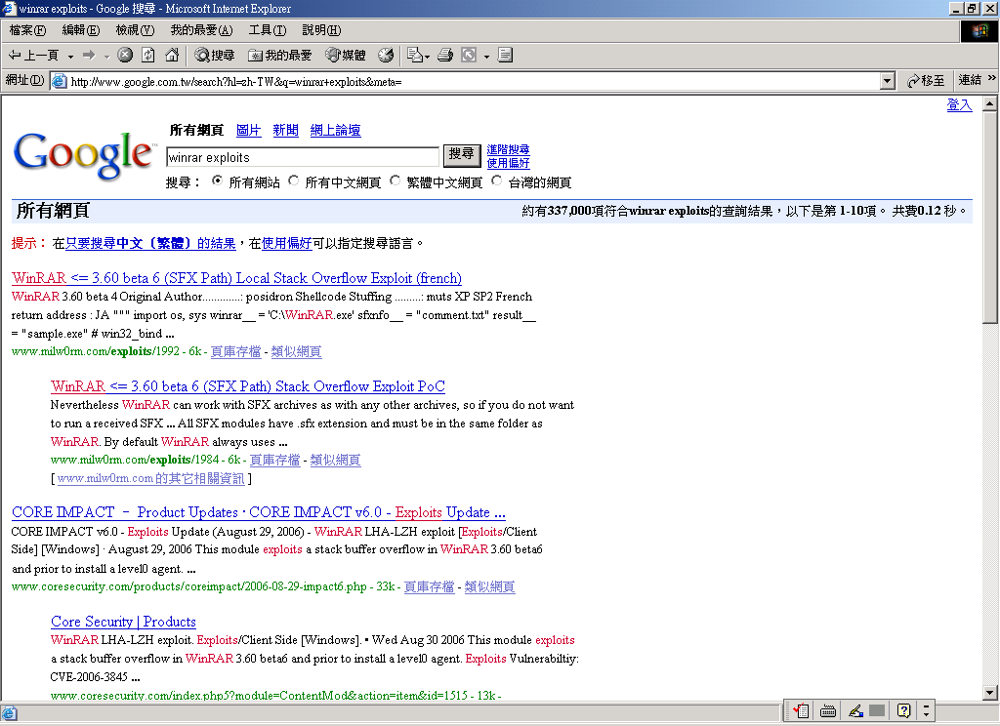 winrar exploits - Google 搜尋 - Microsoft Internet Explorer
檔案(F) 編輯(E) 檢視(V) 我的最愛(A) 工具(T) 說明(H)
上一頁 搜尋 我的最愛 媒體
網址(D) http://www.google.com.tw/search?hl=zh-TW&q=winrar+exploits&meta= 移至 連結 »
登入
所有網頁 圖片 新聞 網上論壇
Google™
winrar exploits 搜尋 進階搜尋
使用偏好
搜尋： 所有網站 所有中文網頁 繁體中文網頁 台灣的網頁
所有網頁 約有337,000項符合winrar exploits的查詢結果，以下是第 1-10項。 共費0.12 秒。
提示： 在只要搜尋中文（繁體）的結果，在使用偏好可以指定搜尋語言。
WinRAR <= 3.60 beta 6 (SFX Path) Local Stack Overflow Exploit (french)
WinRAR 3.60 beta 4 Original Author.............: posidron Shellcode Stuffing .........: muts XP SP2 French
return address : JA """ import os, sys winrar__ = 'C:\WinRAR.exe' sfxnfo__ = "comment.txt" result__
= "sample.exe" # win32_bind ...
www.milw0rm.com/exploits/1992 - 6k - 頁庫存檔 - 類似網頁
WinRAR <= 3.60 beta 6 (SFX Path) Stack Overflow Exploit PoC
Nevertheless WinRAR can work with SFX archives as with any other archives, so if you do not want
to run a received SFX ... All SFX modules have .sfx extension and must be in the same folder as
WinRAR. By default WinRAR always uses ...
www.milw0rm.com/exploits/1984 - 6k - 頁庫存檔 - 類似網頁
[ www.milw0rm.com 的其它相關資訊 ]
CORE IMPACT – Product Updates · CORE IMPACT v6.0 - Exploits Update ...
CORE IMPACT v6.0 - Exploits Update (August 29, 2006) - WinRAR LHA-LZH exploit [Exploits/Client
Side] [Windows] · August 29, 2006 This module exploits a stack buffer overflow in WinRAR 3.60 beta6
and prior to install a level0 agent. ...
www.coresecurity.com/products/coreimpact/2006-08-29-impact6.php - 33k - 頁庫存檔 - 類似網頁
Core Security | Products
WinRAR LHA-LZH exploit. Exploits/Client Side [Windows]. • Wed Aug 30 2006 This module exploits
a stack buffer overflow in WinRAR 3.60 beta6 and prior to install a level0 agent. Exploits Vulnerabiltiy:
CVE-2006-3845 ...
www.coresecurity.com/index.php5?module=ContentMod&action=item&id=1515 - 13k -